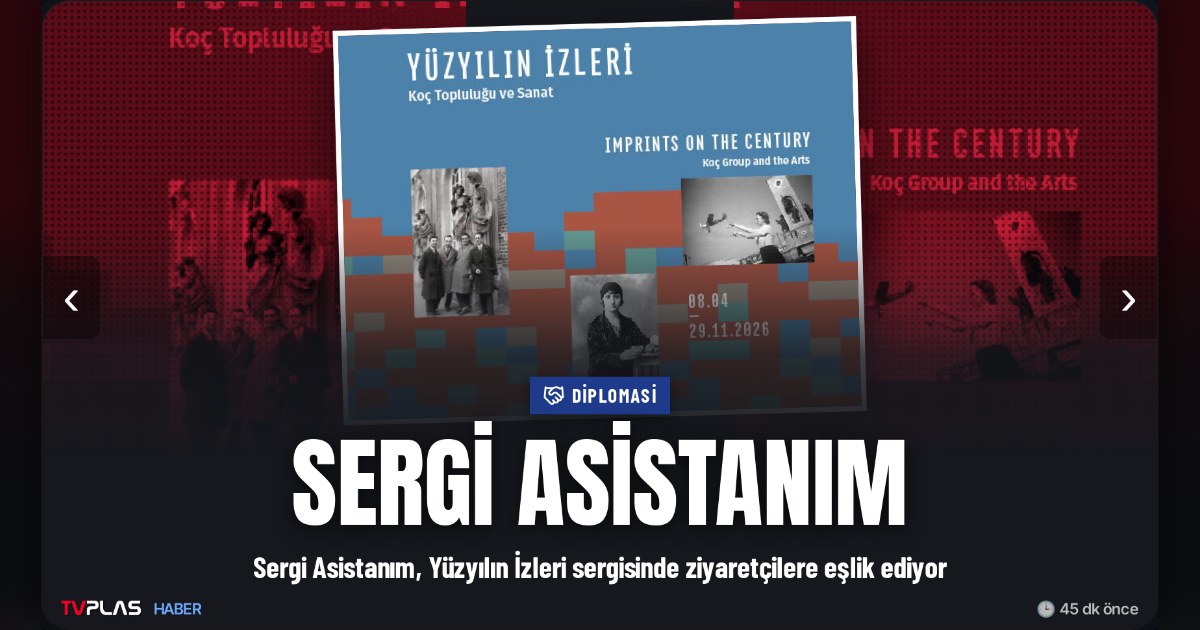 Koç Topluluğu
YÜZYILIN İZLERİ
Koç Topluluğu ve Sanat
IMPRINTS ON THE CENTURY
Koç Group and the Arts
N THE CENTURY
Koç Group and the Arts
08.04
—
29.11.2026
DİPLOMASİ
SERGİ ASİSTANIM
Sergi Asistanım, Yüzyılın İzleri sergisinde ziyaretçilere eşlik ediyor
TVPLAS HABER
45 dk önce